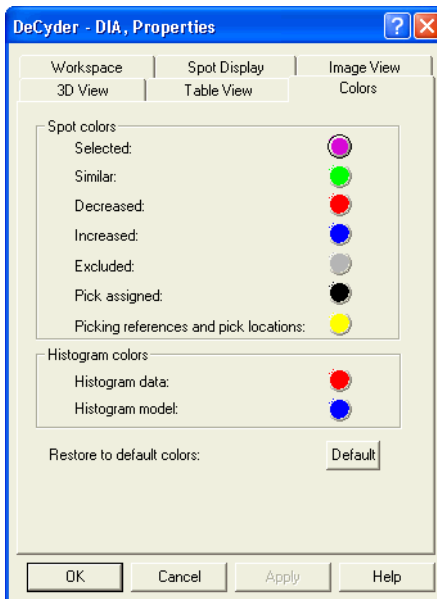 DeCyder - DIA, Properties
Workspace Spot Display Image View
3D View Table View Colors
Spot colors
Selected:
Similar:
Decreased:
Increased:
Excluded:
Pick assigned:
Picking references and pick locations:
Histogram colors
Histogram data:
Histogram model:
Restore to default colors: Default
OK Cancel Apply Help